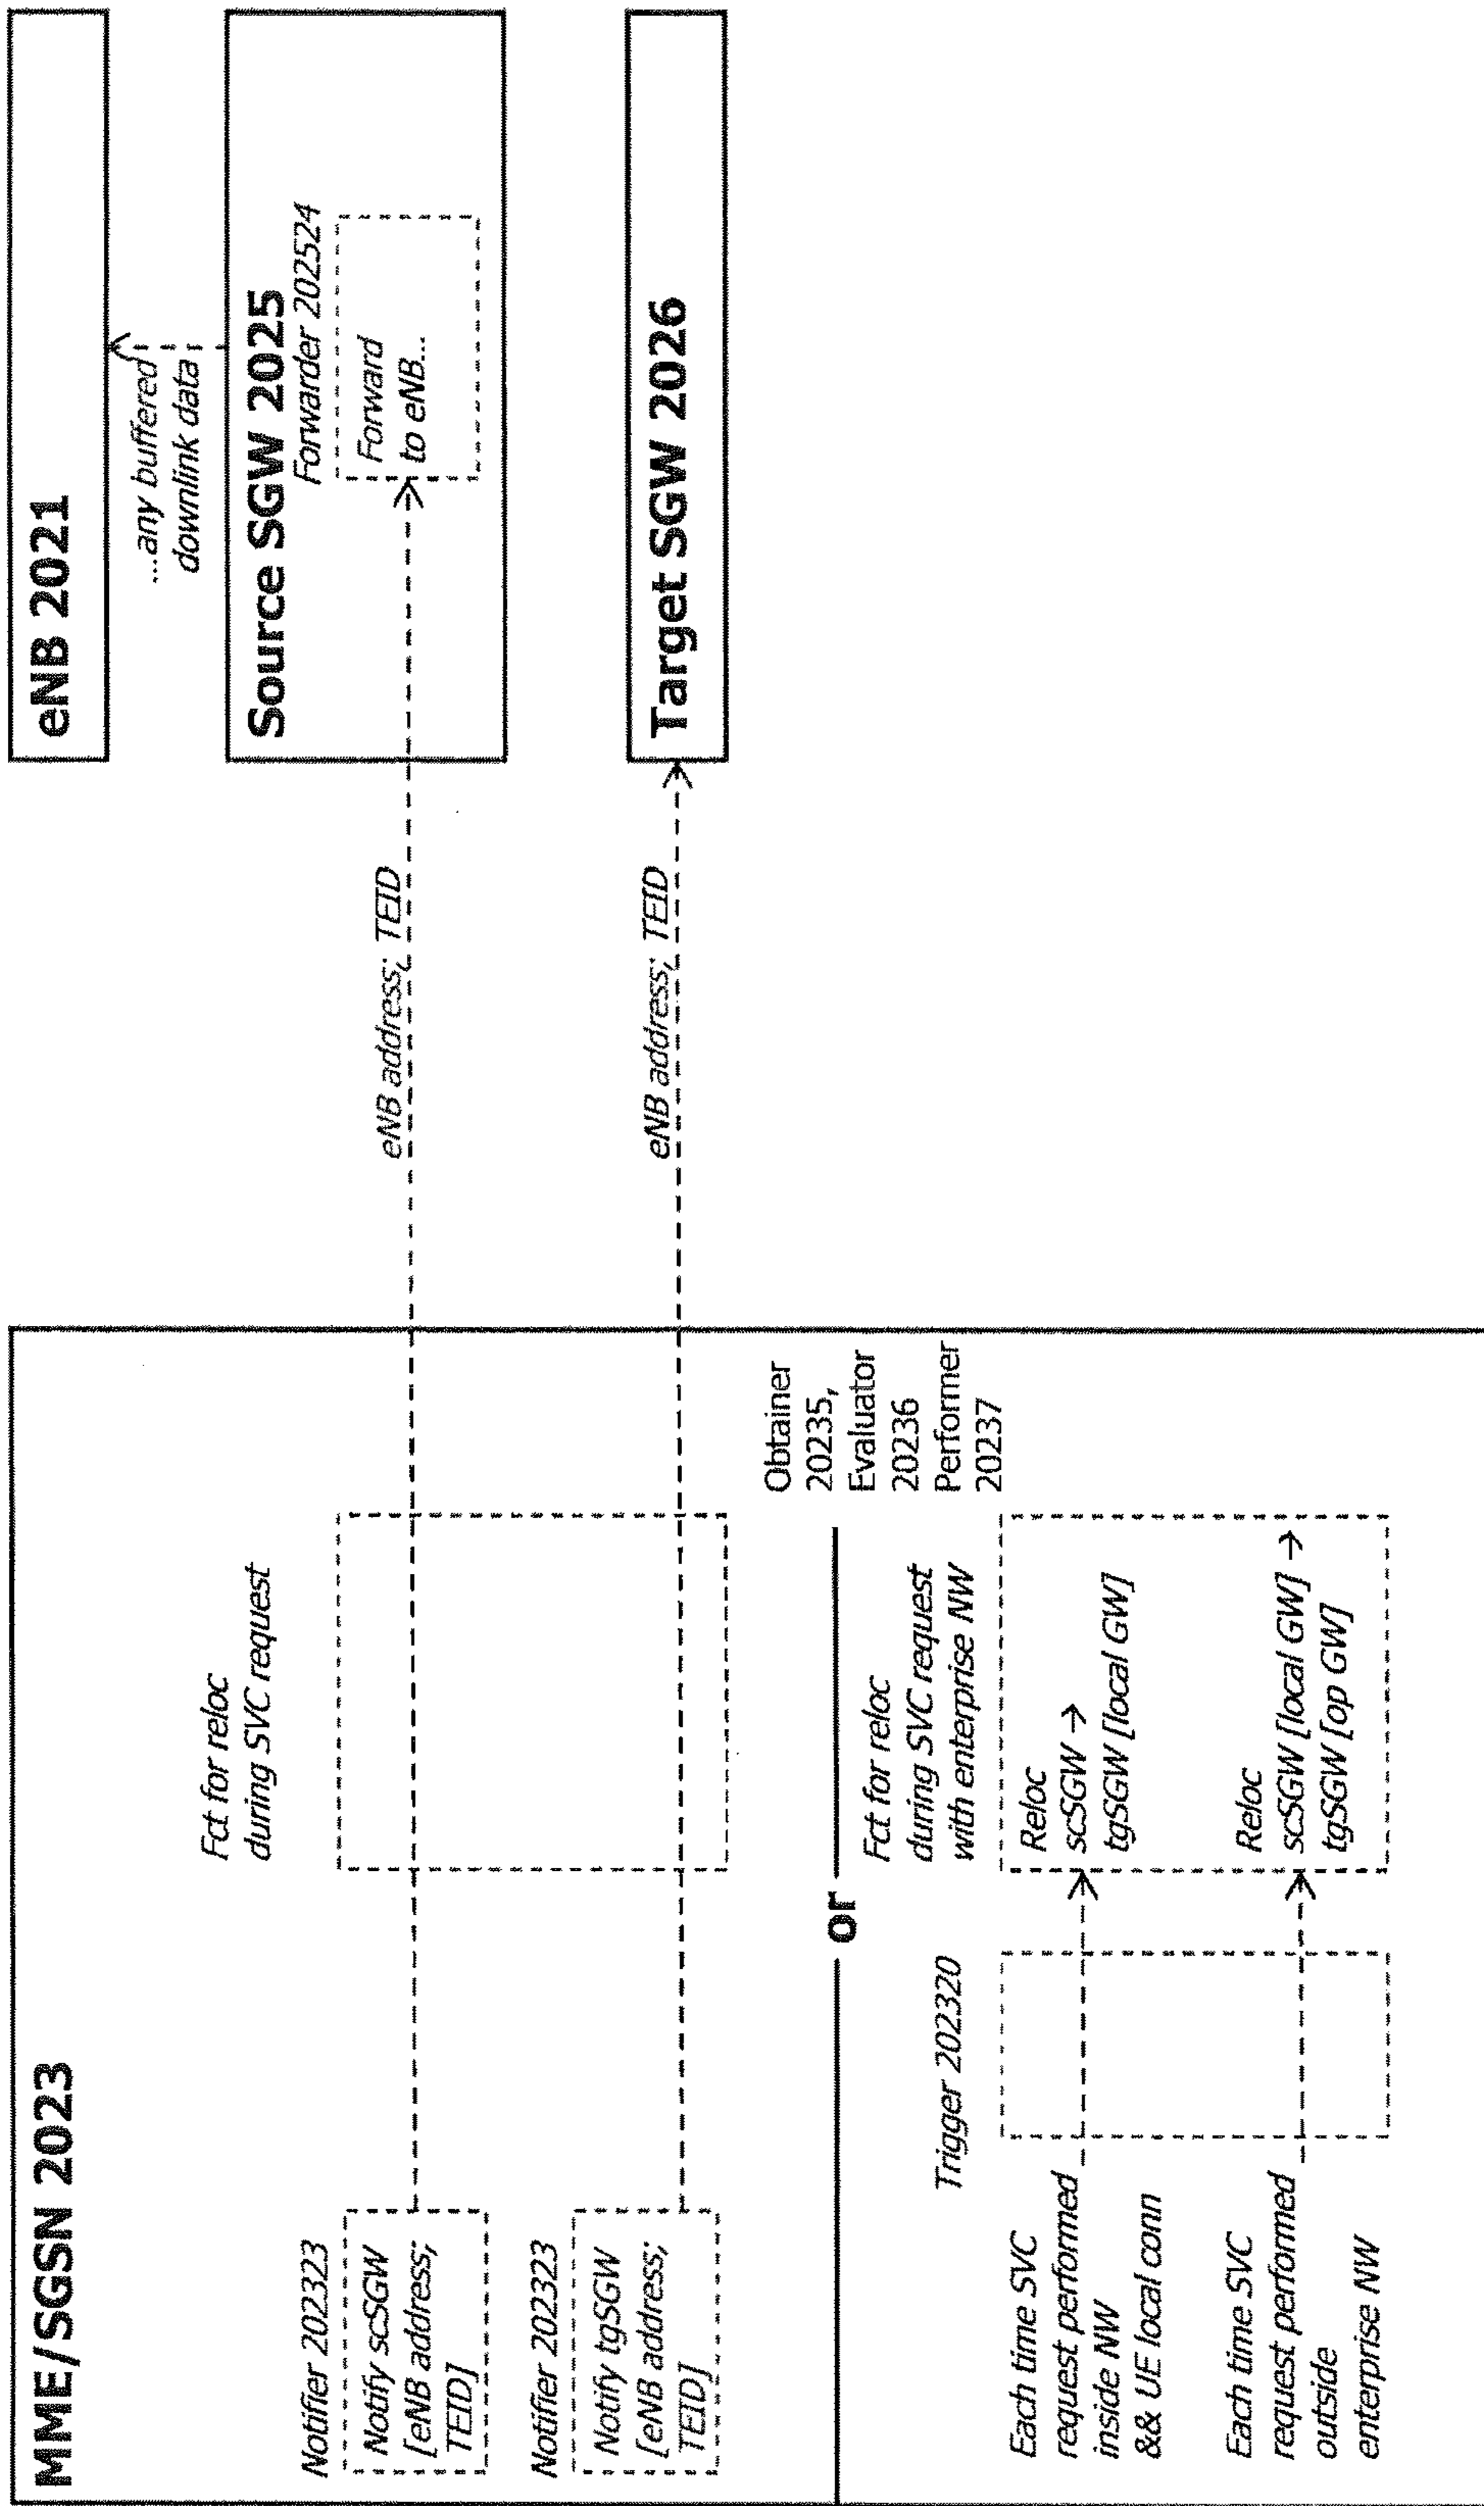 MME/SGSN 2023
Fct for reloc
during SVC request
Notifier 202323
Notify scSGW
[eNB address;
TEID]
Notifier 202323
Notify tgSGW
[eNB address;
TEID]
or
Obtainer
20235,
Evaluator
20236
Performer
20237
Trigger 202320
Fct for reloc
during SVC request
with enterprise NW
Each time SVC
request performed
inside NW
&& UE local conn
Reloc
scSGW →
tgSGW [local GW]
Each time SVC
request performed
outside
enterprise NW
Reloc
scSGW [local GW] →
tgSGW [op GW]
eNB address; TEID
eNB address; TEID
eNB 2021
...any buffered
downlink data
Source SGW 2025
Forwarder 202524
Forward
to eNB...
Target SGW 2026